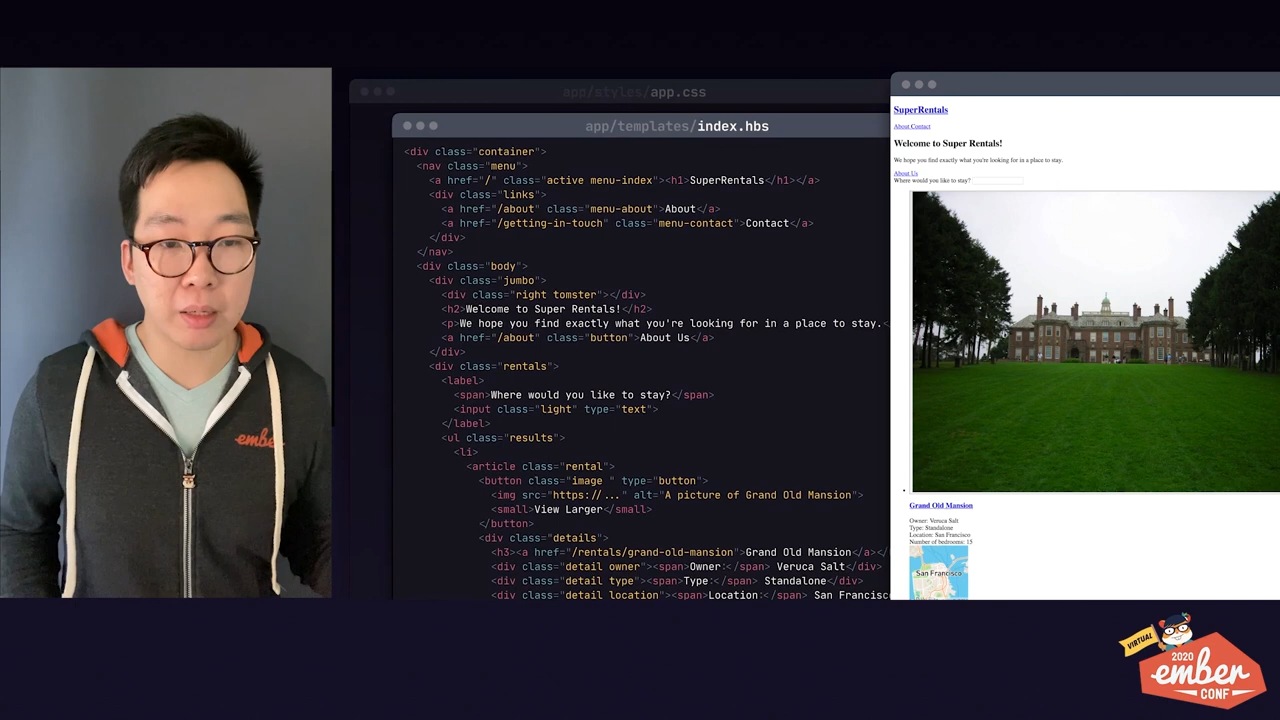 ember
app/styles/app.css
app/templates/index.hbs
<div class="container">
<nav class="menu">
<a href="/" class="active menu-index"><h1>SuperRentals</h1></a>
<div class="links">
<a href="/about" class="menu-about">About</a>
<a href="/getting-in-touch" class="menu-contact">Contact</a>
</div>
</nav>
<div class="body">
<div class="jumbo">
<div class="right tomster"></div>
<h2>Welcome to Super Rentals!</h2>
<p>We hope you find exactly what you're looking for in a place to stay.<
<a href="/about" class="button">About Us</a>
</div>
<div class="rentals">
<label>
<span>Where would you like to stay?</span>
<input class="light" type="text">
</label>
<ul class="results">
<li>
<article class="rental">
<button class="image " type="button">
<img src="https://..." alt="A picture of Grand Old Mansion">
<small>View Larger</small>
</button>
<div class="details">
<h3><a href="/rentals/grand-old-mansion">Grand Old Mansion</a></
<div class="detail owner"><span>Owner:</span> Veruca Salt</div>
<div class="detail type"><span>Type:</span> Standalone</div>
<div class="detail location"><span>Location:</span> San Francisc
SuperRentals
About Contact
Welcome to Super Rentals!
We hope you find exactly what you're looking for in a place to stay.
About Us
Where would you like to stay?
Grand Old Mansion
Owner: Veruca Salt
Type: Standalone
Location: San Francisco
Number of bedrooms: 15
San Francisco
VIRTUAL
2020
ember
CONF